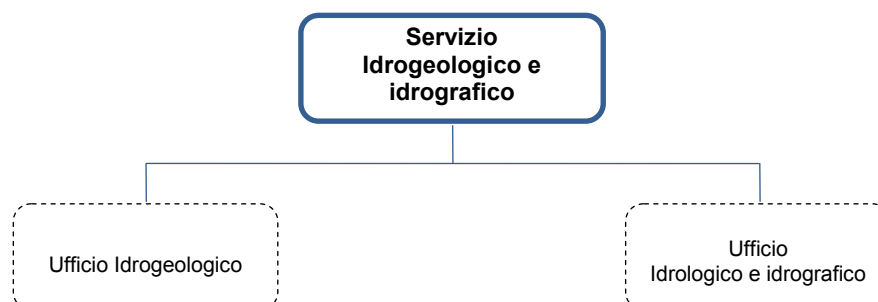 Servizio
Idrogeologico e
idrografico
Ufficio Idrogeologico
Ufficio
Idrologico e idrografico